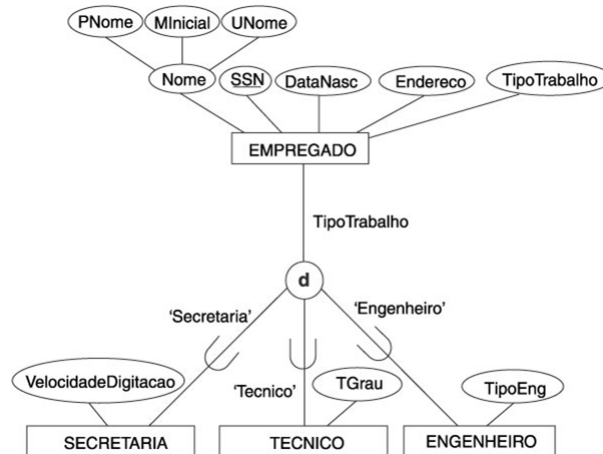 PNome MInicial UNome
Nome SSN DataNasc Endereco TipoTrabalho
EMPREGADO
TipoTrabalho
d
'Secretaria' 'Engenheiro'
VelocidadeDigitacao 'Tecnico' TGrau TipoEng
SECRETARIA TECNICO ENGENHEIRO